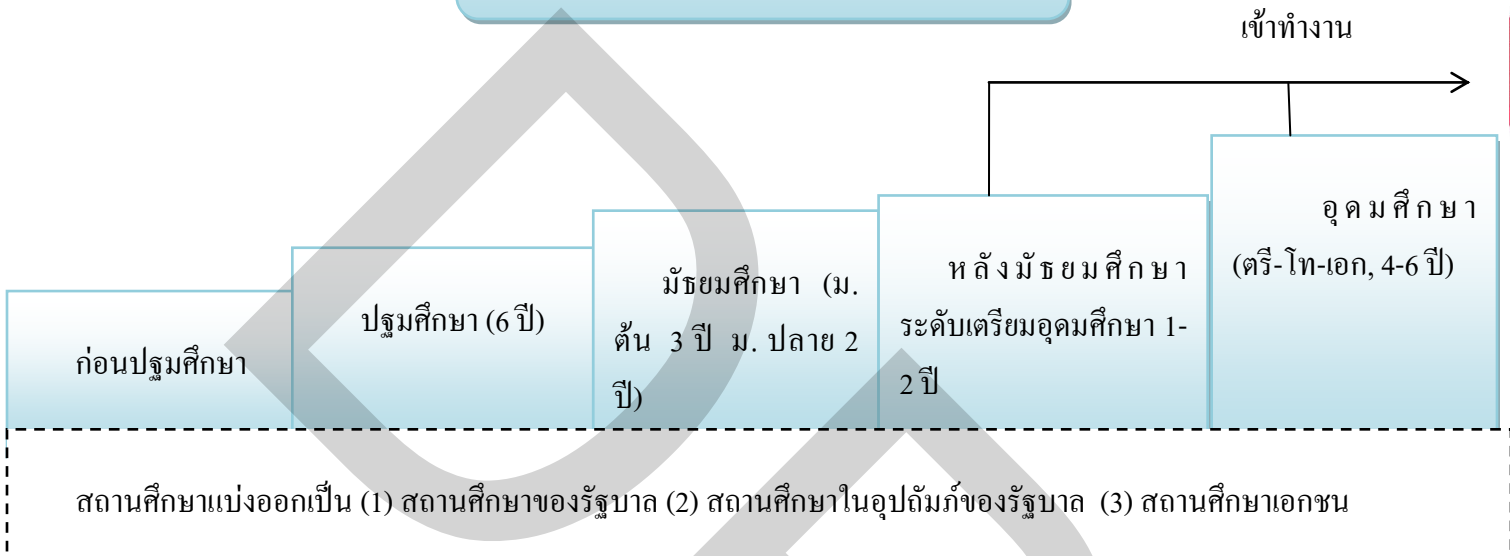 เข้าทำงาน
ก่อนปฐมศึกษา
ปฐมศึกษา (6 ปี)
มัธยมศึกษา (ม.
ต้น 3 ปี ม. ปลาย 2
ปี)
หลังมัธยมศึกษา
ระดับเตรียมอุดมศึกษา 1-
2 ปี
อุดมศึกษา
(ตรี-โท-เอก, 4-6 ปี)
สถานศึกษาแบ่งออกเป็น (1) สถานศึกษาของรัฐบาล (2) สถานศึกษาในอุปถัมภ์ของรัฐบาล (3) สถานศึกษาเอกชน